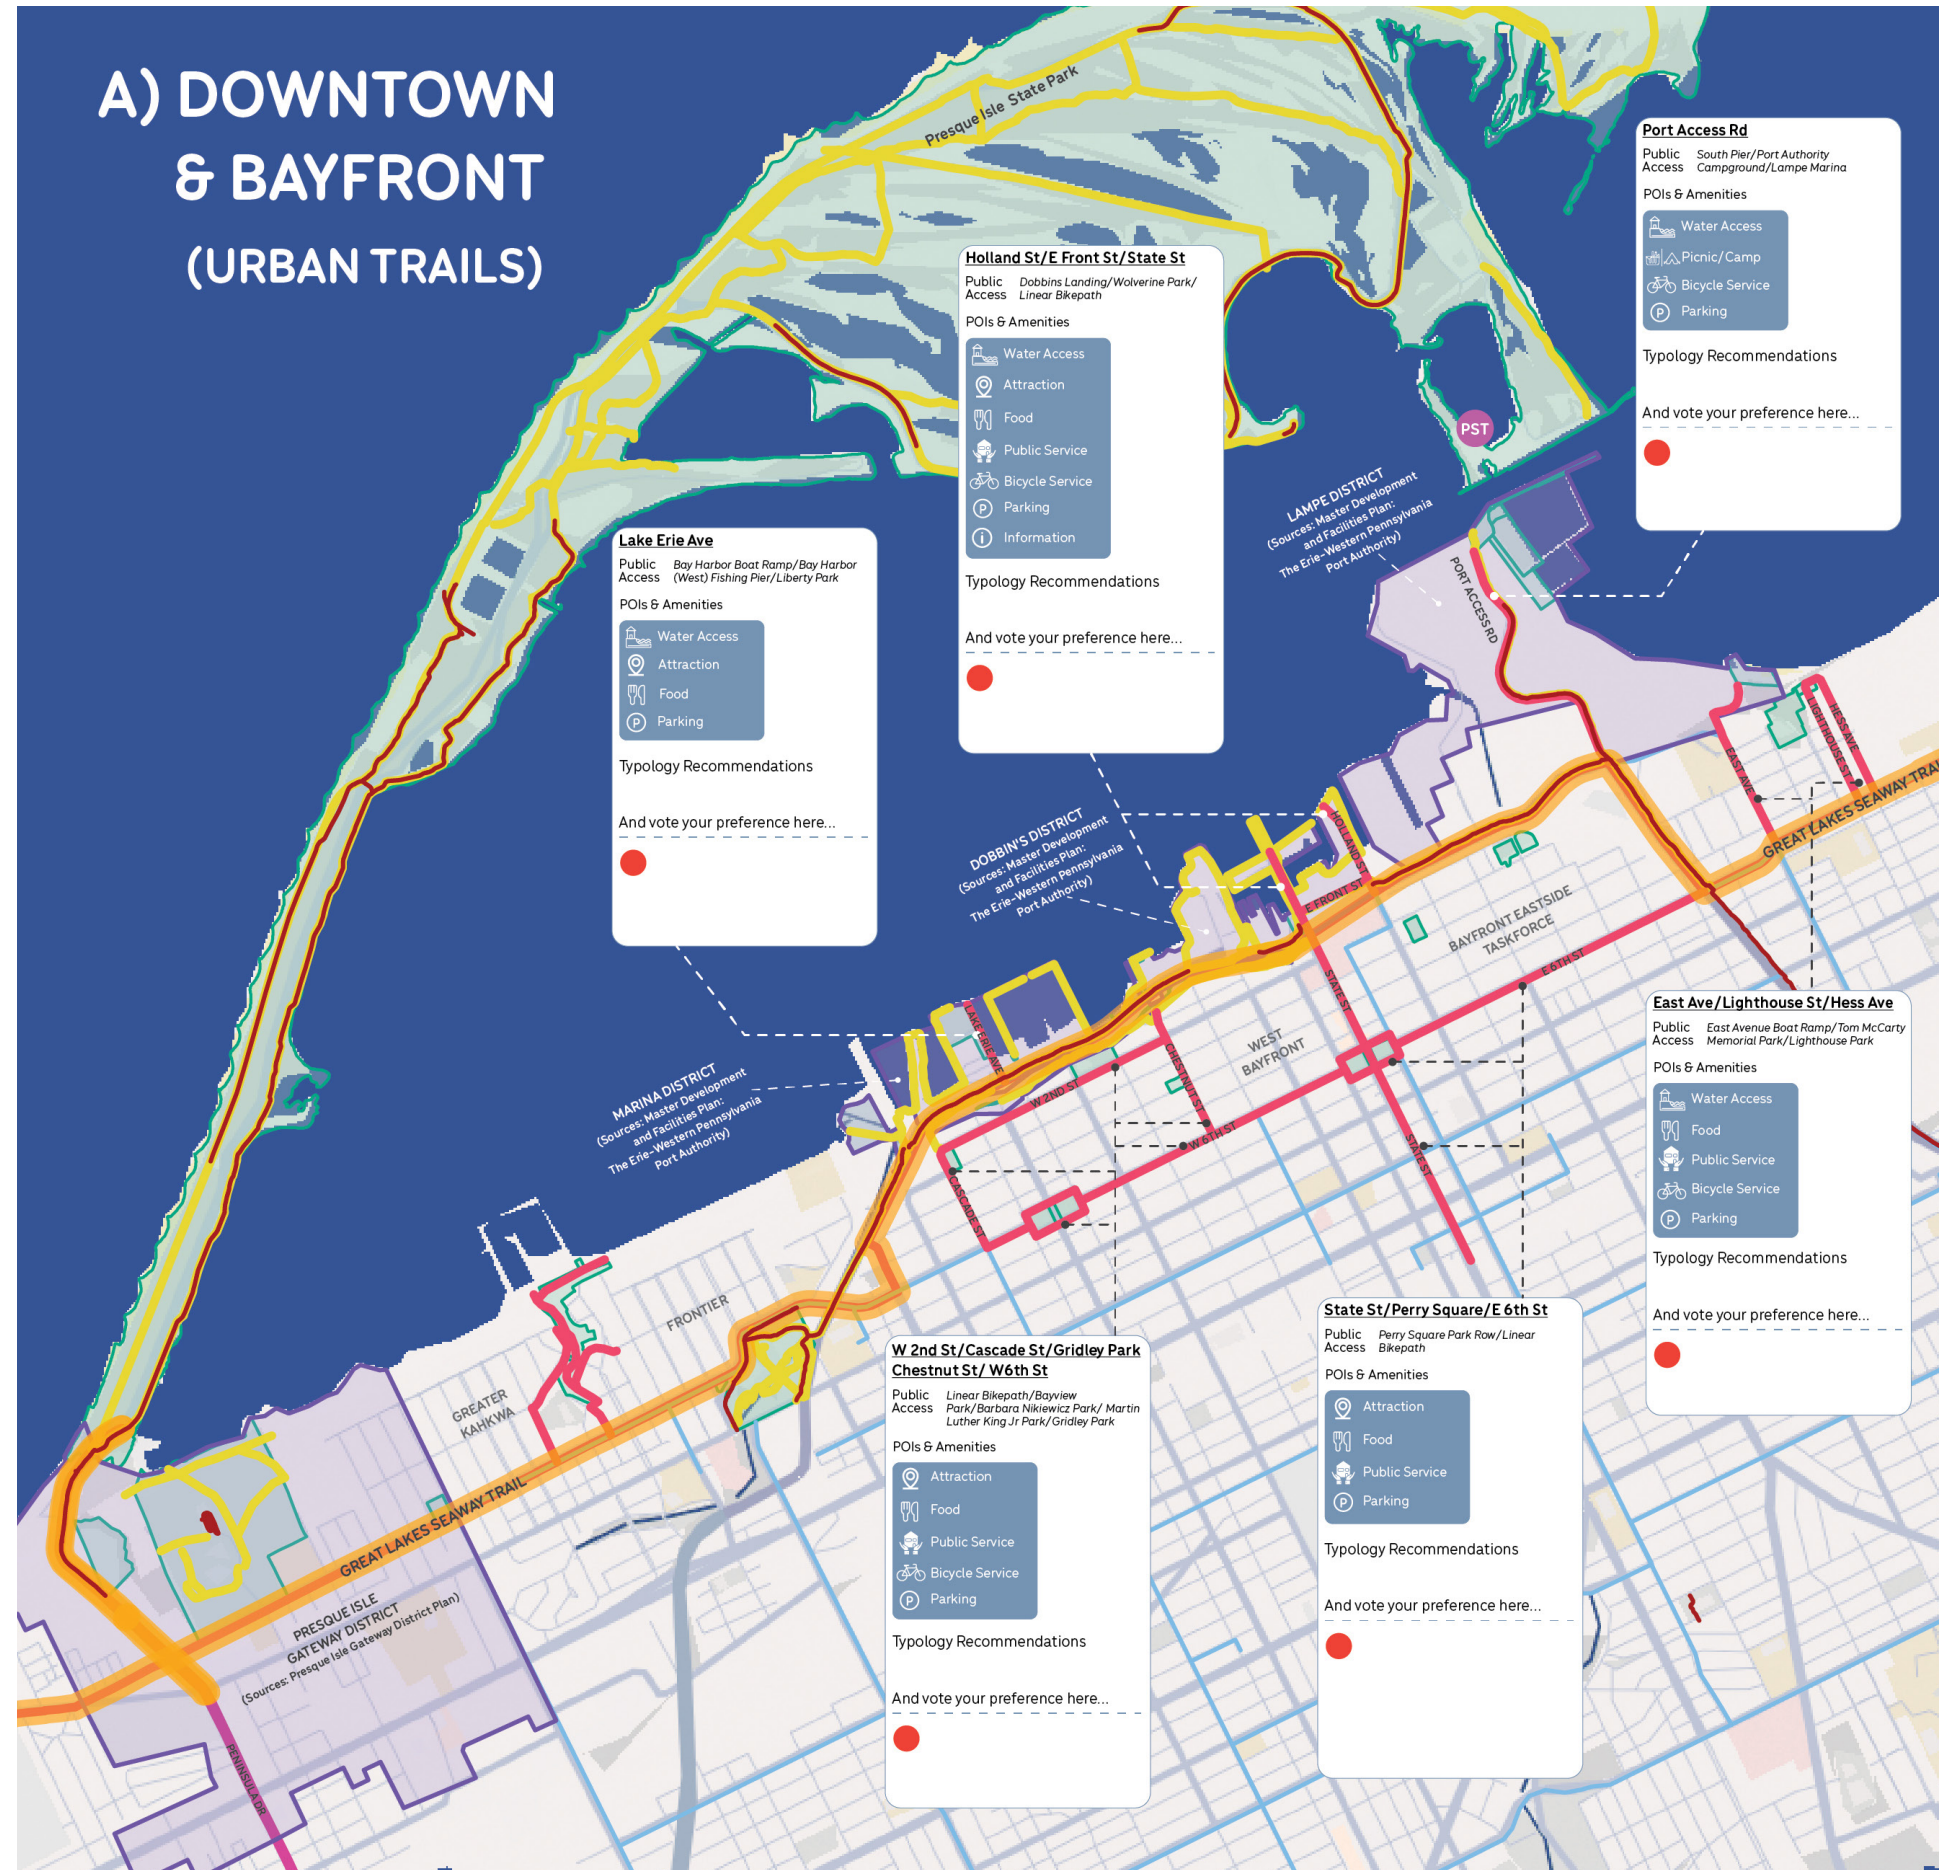 A) DOWNTOWN
& BAYFRONT
(URBAN TRAILS)
Presque Isle State Park
Port Access Rd
Public Access
South Pier/Port Authority
Campground/Lampe Marina
POIs & Amenities
Water Access
Picnic/Camp
Bicycle Service
Parking
Typology Recommendations
And vote your preference here...
Holland St/E Front St/State St
Public Access
Dobbins Landing/Wolverine Park/
Linear Bikepath
POIs & Amenities
Water Access
Attraction
Food
Public Service
Bicycle Service
Parking
Information
Typology Recommendations
And vote your preference here...
PST
LAMPE DISTRICT
(Sources: Master Development
and Facilities Plan:
The Erie-Western Pennsylvania
Port Authority)
PORT ACCESS RD
Lake Erie Ave
Public Access
Bay Harbor Boat Ramp/Bay Harbor
(West) Fishing Pier/Liberty Park
POIs & Amenities
Water Access
Attraction
Food
Parking
Typology Recommendations
And vote your preference here...
EAST AVE
LIGHTHOUSE ST
HESS AVE
GREAT LAKES SEAWAY TRAI
DOBBIN'S DISTRICT
(Sources: Master Development
and Facilities Plan:
The Erie-Western Pennsylvania
Port Authority)
HOLLAND ST
E FRONT ST
BAYFRONT EASTSIDE
TASKFORCE
E 6TH ST
STATE ST
WEST
BAYFRONT
LAKE ERIE AVE
W 2ND ST
CHESTNUT ST
W 6TH ST
STATE ST
CASCADE ST
MARINA DISTRICT
(Sources: Master Development
and Facilities Plan:
The Erie-Western Pennsylvania
Port Authority)
East Ave/Lighthouse St/Hess Ave
Public Access
East Avenue Boat Ramp/Tom McCarty
Memorial Park/Lighthouse Park
POIs & Amenities
Water Access
Food
Public Service
Bicycle Service
Parking
Typology Recommendations
And vote your preference here...
FRONTIER
GREATER
KAHKWA
State St/Perry Square/E 6th St
Public Access
Perry Square Park Row/Linear
Bikepath
POIs & Amenities
Attraction
Food
Public Service
Parking
Typology Recommendations
And vote your preference here...
W 2nd St/Cascade St/Gridley Park
Chestnut St/ W6th St
Public Access
Linear Bikepath/Bayview
Park/Barbara Nikiewicz Park/ Martin
Luther King Jr Park/Gridley Park
POIs & Amenities
Attraction
Food
Public Service
Bicycle Service
Parking
Typology Recommendations
And vote your preference here...
GREAT LAKES SEAWAY TRAIL
PRESQUE ISLE
GATEWAY DISTRICT
(Sources: Presque Isle Gateway District Plan)
PENINSULA DR